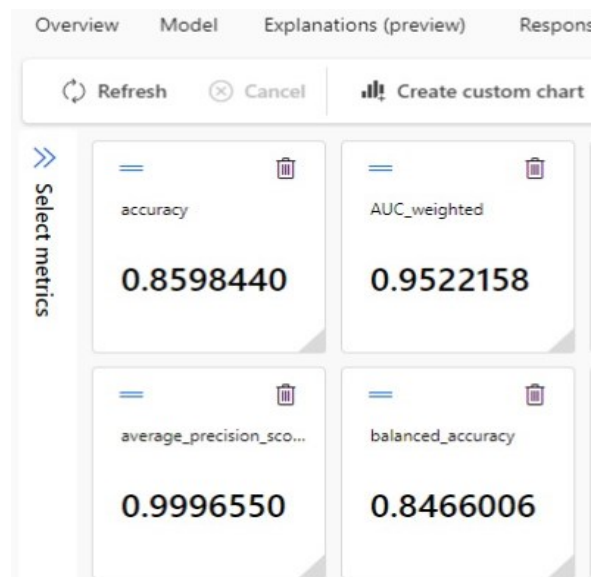 Overview Model Explanations (preview) Respons
Refresh Cancel Create custom chart
Select metrics
accuracy AUC_weighted
0.8598440 0.9522158
average_precision_sco... balanced_accuracy
0.9996550 0.8466006